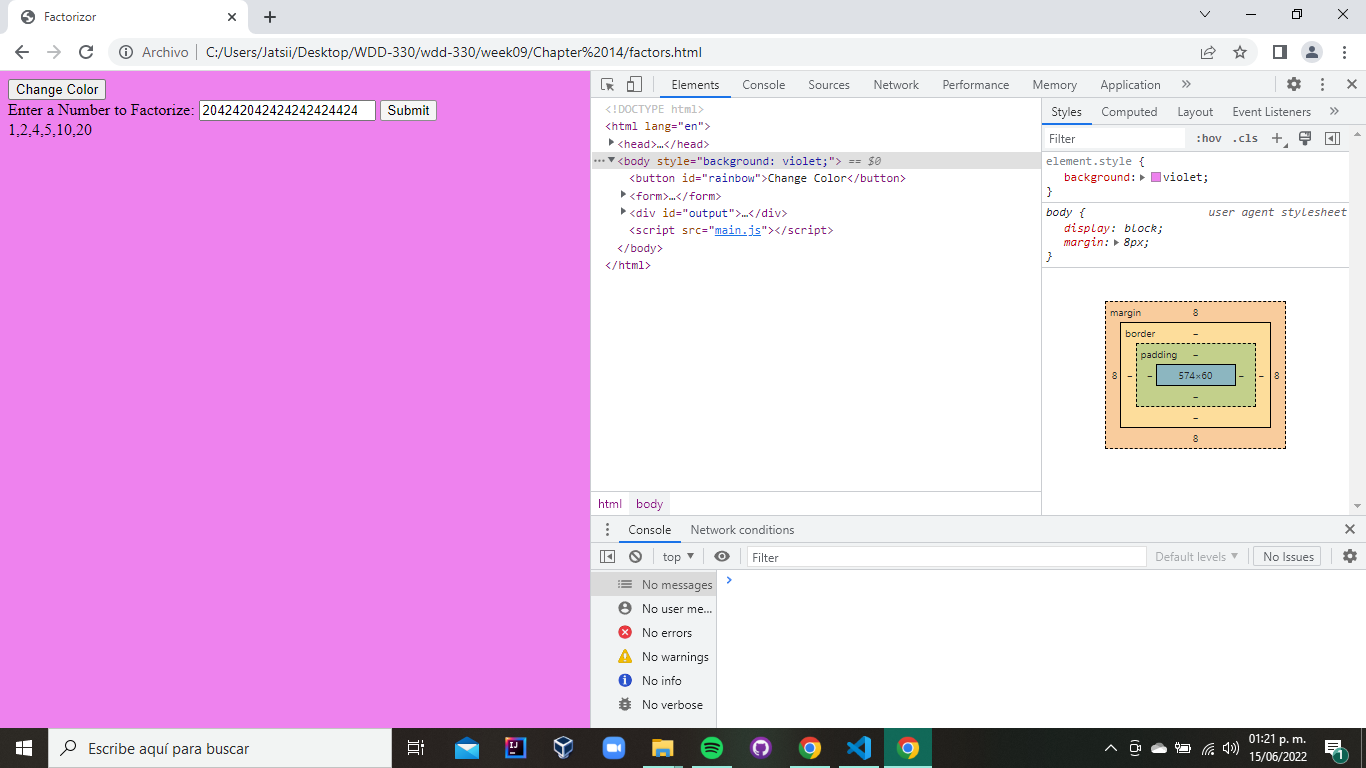 Factorizor
Archivo C:/Users/Jatsii/Desktop/WDD-330/wdd-330/week09/Chapter%2014/factors.html
Change Color
Enter a Number to Factorize: 204242042424242424424 Submit
1,2,4,5,10,20
Elements Console Sources Network Performance Memory Application »
<!DOCTYPE html>
<html lang="en">
<head>…</head>
<body style="background: violet;"> == $0
<button id="rainbow">Change Color</button>
<form>…</form>
<div id="output">…</div>
<script src="main.js"></script>
</body>
</html>
html body
Styles Computed Layout Event Listeners »
Filter :hov .cls +
element.style {
background: violet;
}
body { user agent stylesheet
display: block;
margin: 8px;
}
margin 8
border –
padding –
8 – – 574×60 – – 8
–
–
8
Console Network conditions
top Filter Default levels No Issues
No messages
No user me...
No errors
No warnings
No info
No verbose
Escribe aquí para buscar
01:21 p. m.
15/06/2022
1